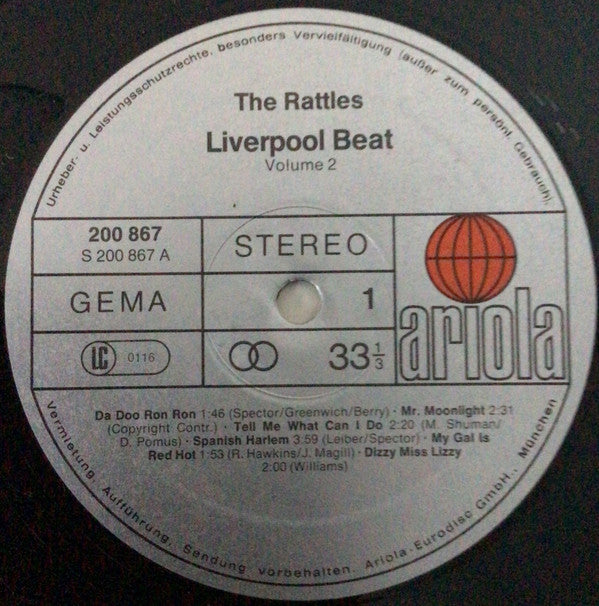 Urheber- u. Leistungsschutzrechte, besonders Vervielfältigung (außer zum persönl. Gebrauch),
The Rattles
Liverpool Beat
Volume 2
200 867
S 200 867 A
STEREO
GEMA
1
LC 0116
33 1/3
ariola
Da Doo Ron Ron 1:46 (Spector/Greenwich/Berry) · Mr. Moonlight 2:31
(Copyright Contr.) · Tell Me What Can I Do 2:20 (M. Shuman/
D. Pomus) · Spanish Harlem 3:59 (Leiber/Spector) · My Gal Is
Red Hot 1:53 (R. Hawkins/J. Magill) · Dizzy Miss Lizzy
2:00 (Williams)
Vermietung, Aufführung, Sendung vorbehalten. Ariola-Eurodisc GmbH., München